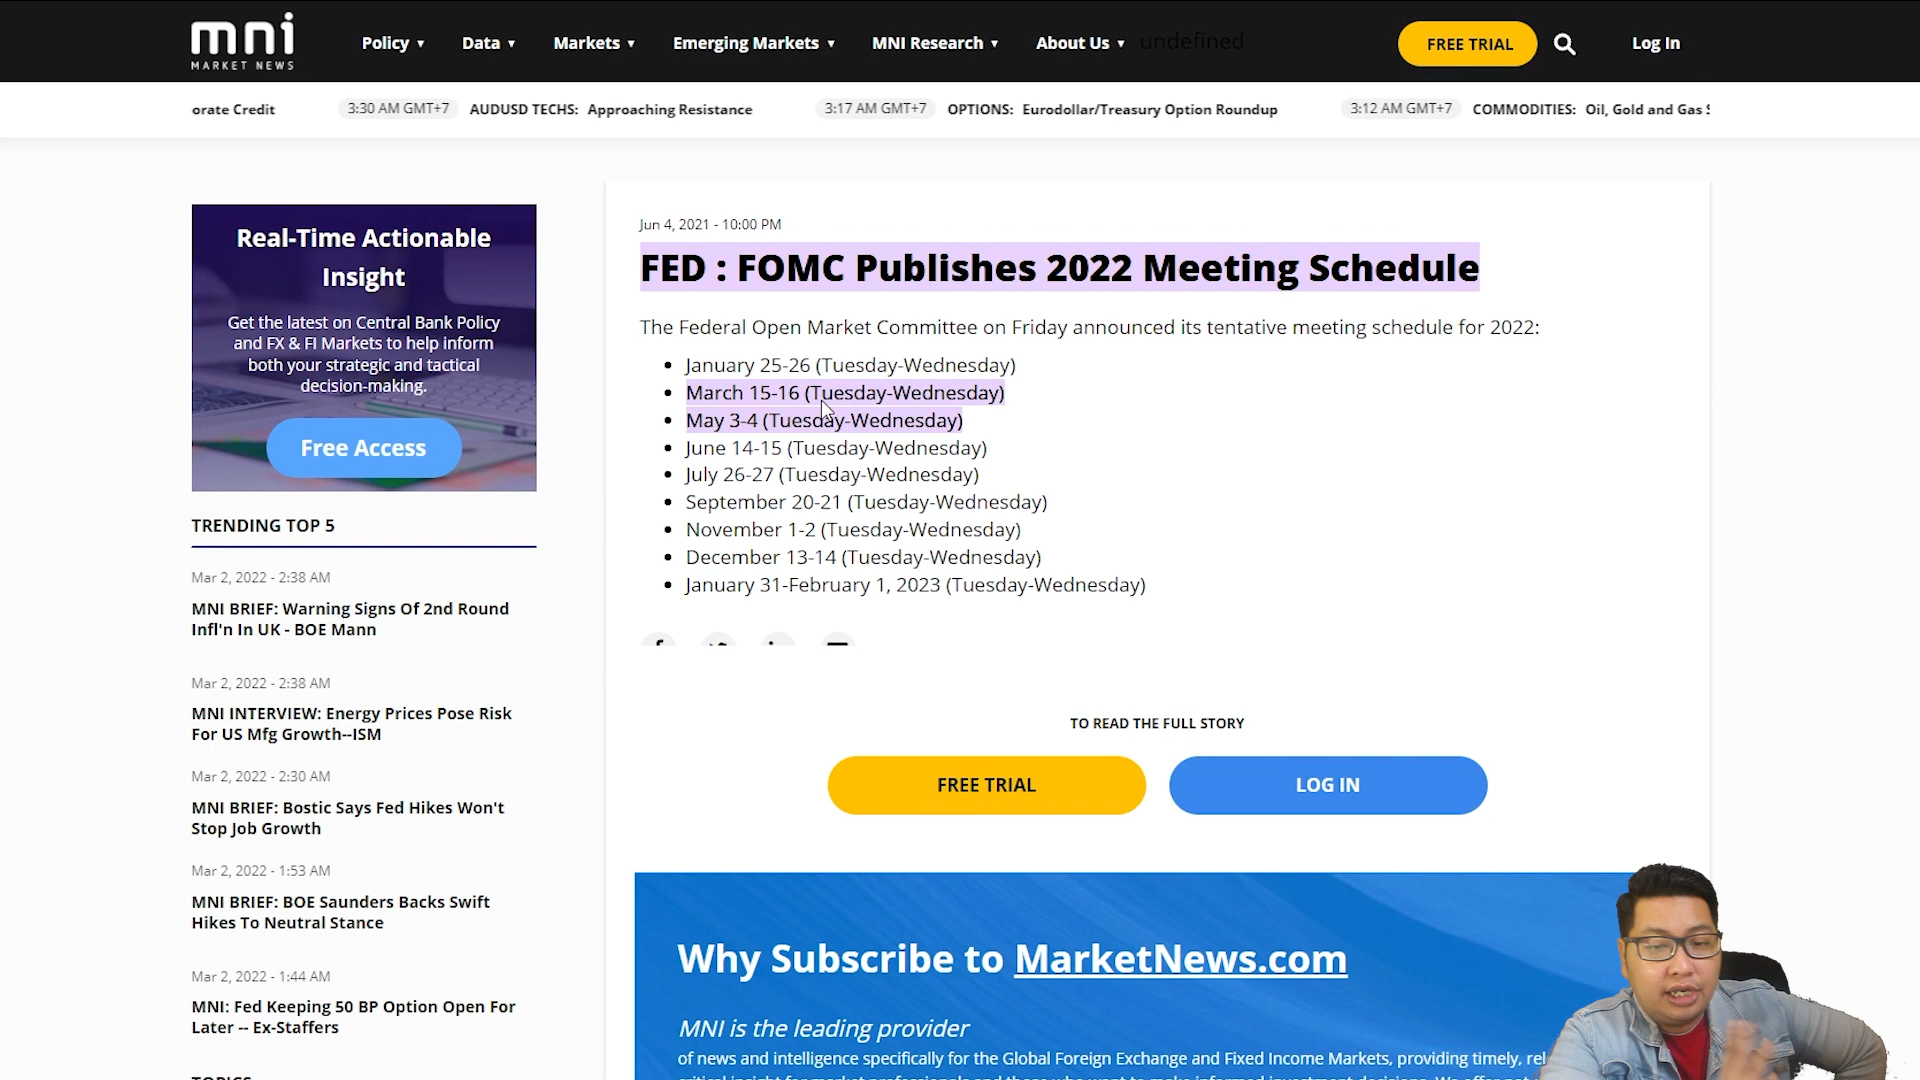 mni
MARKET NEWS
Policy ▼
Data ▼
Markets ▼
Emerging Markets ▼
MNI Research ▼
About Us ▼
undefined
FREE TRIAL
Log In
orate Credit
3:30 AM GMT+7 AUDUSD TECHS: Approaching Resistance
3:17 AM GMT+7 OPTIONS: Eurodollar/Treasury Option Roundup
3:12 AM GMT+7 COMMODITIES: Oil, Gold and Gas
Real-Time Actionable
Insight
Get the latest on Central Bank Policy
and FX & FI Markets to help inform
both your strategic and tactical
decision-making.
Free Access
TRENDING TOP 5
Mar 2, 2022 - 2:38 AM
MNI BRIEF: Warning Signs Of 2nd Round
Infl'n In UK - BOE Mann
Mar 2, 2022 - 2:38 AM
MNI INTERVIEW: Energy Prices Pose Risk
For US Mfg Growth--ISM
Mar 2, 2022 - 2:30 AM
MNI BRIEF: Bostic Says Fed Hikes Won't
Stop Job Growth
Mar 2, 2022 - 1:53 AM
MNI BRIEF: BOE Saunders Backs Swift
Hikes To Neutral Stance
Mar 2, 2022 - 1:44 AM
MNI: Fed Keeping 50 BP Option Open For
Later -- Ex-Staffers
TOPICS
Jun 4, 2021 - 10:00 PM
FED : FOMC Publishes 2022 Meeting Schedule
The Federal Open Market Committee on Friday announced its tentative meeting schedule for 2022:
• January 25-26 (Tuesday-Wednesday)
• March 15-16 (Tuesday-Wednesday)
• May 3-4 (Tuesday-Wednesday)
• June 14-15 (Tuesday-Wednesday)
• July 26-27 (Tuesday-Wednesday)
• September 20-21 (Tuesday-Wednesday)
• November 1-2 (Tuesday-Wednesday)
• December 13-14 (Tuesday-Wednesday)
• January 31-February 1, 2023 (Tuesday-Wednesday)
TO READ THE FULL STORY
FREE TRIAL
LOG IN
Why Subscribe to MarketNews.com
MNI is the leading provider
of news and intelligence specifically for the Global Foreign Exchange and Fixed Income Markets, providing timely, rel